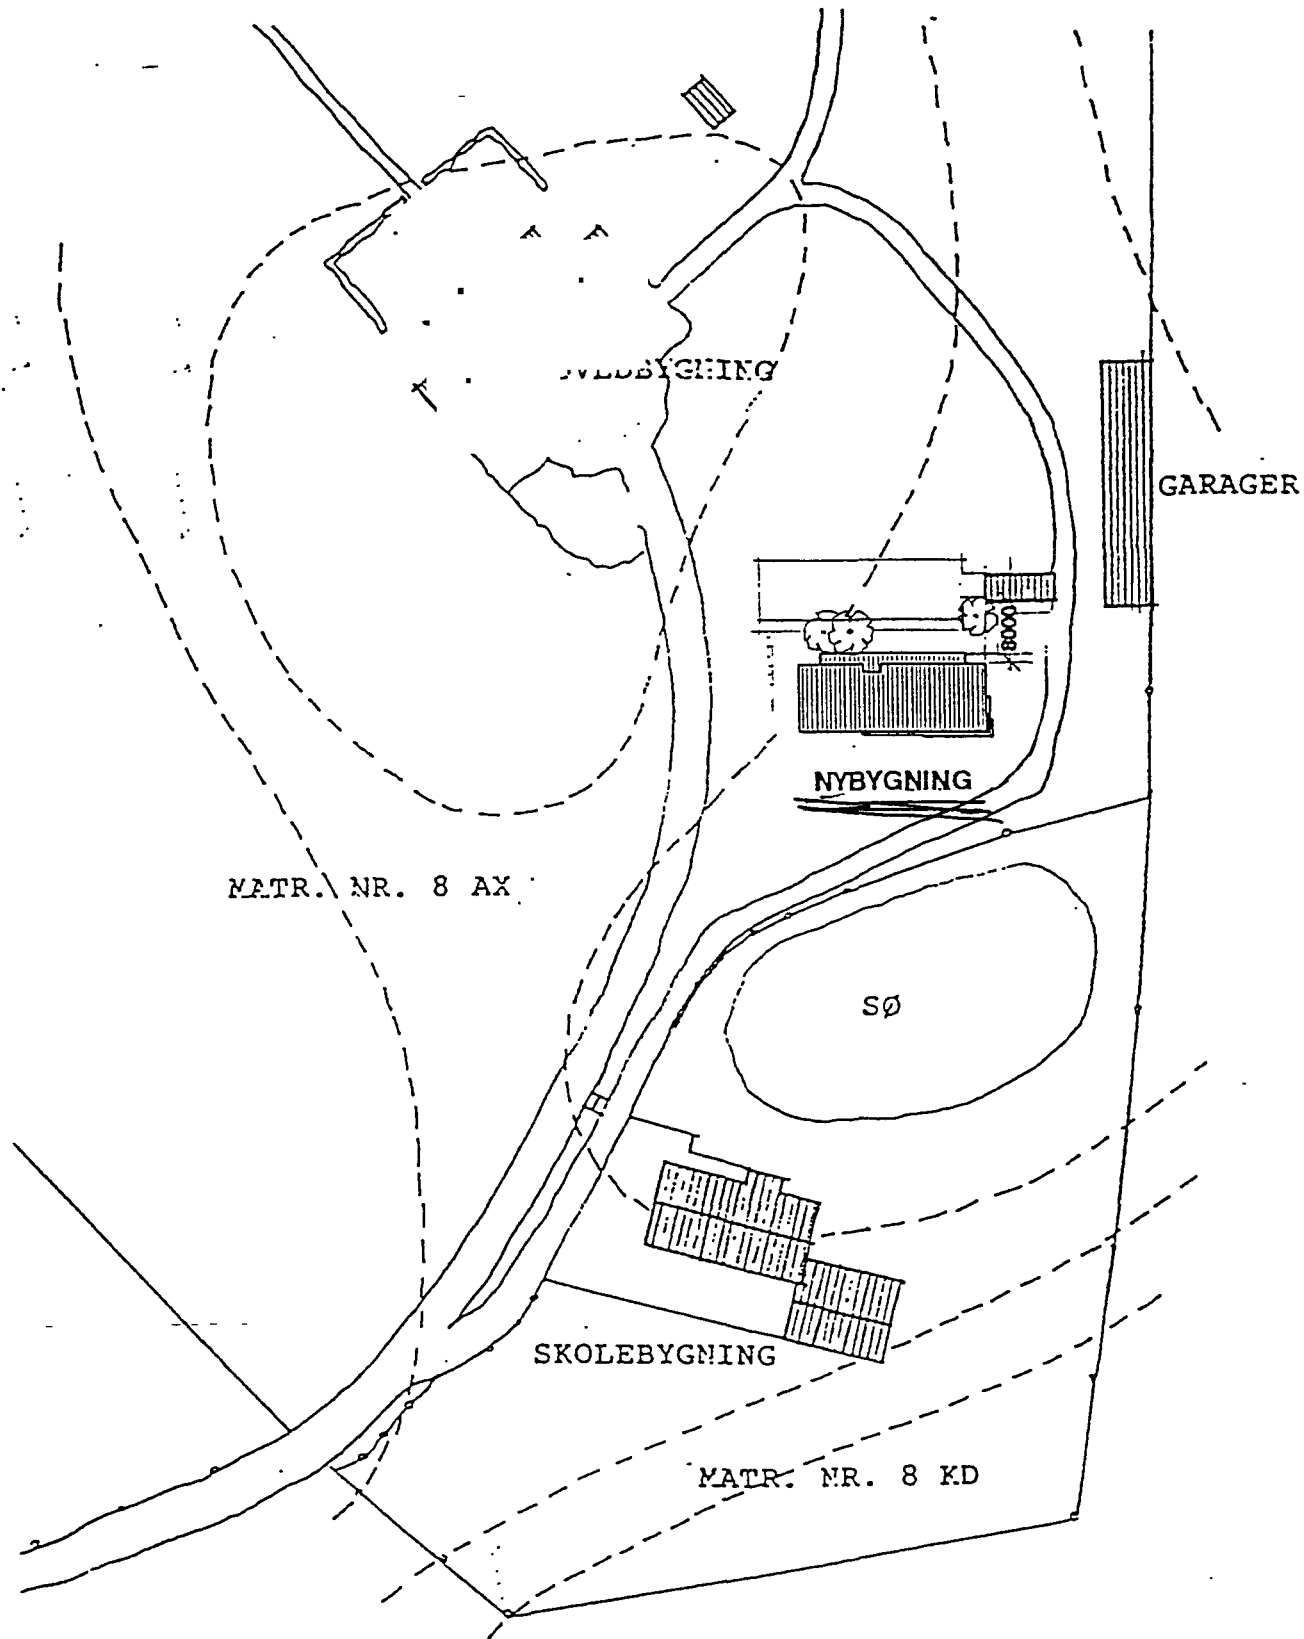 GARAGER
8000
NYBYGNING
MATR. NR. 8 AX
SØ
SKOLEBYGNING
MATR. NR. 8 KD